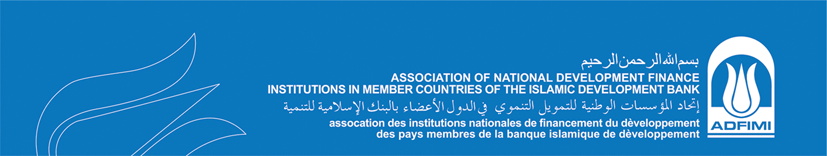 بسم الله الرحمن الرحيم
ASSOCIATION OF NATIONAL DEVELOPMENT FINANCE
INSTITUTIONS IN MEMBER COUNTRIES OF THE ISLAMIC DEVELOPMENT BANK
إتحاد المؤسسات الوطنية للتمويل التنموي في الدول الأعضاء بالبنك الإسلامية للتنمية
assocation des institutions nationales de financement du dèveloppement
des pays membres de la banque islamique de dèveloppement
ADFIMI